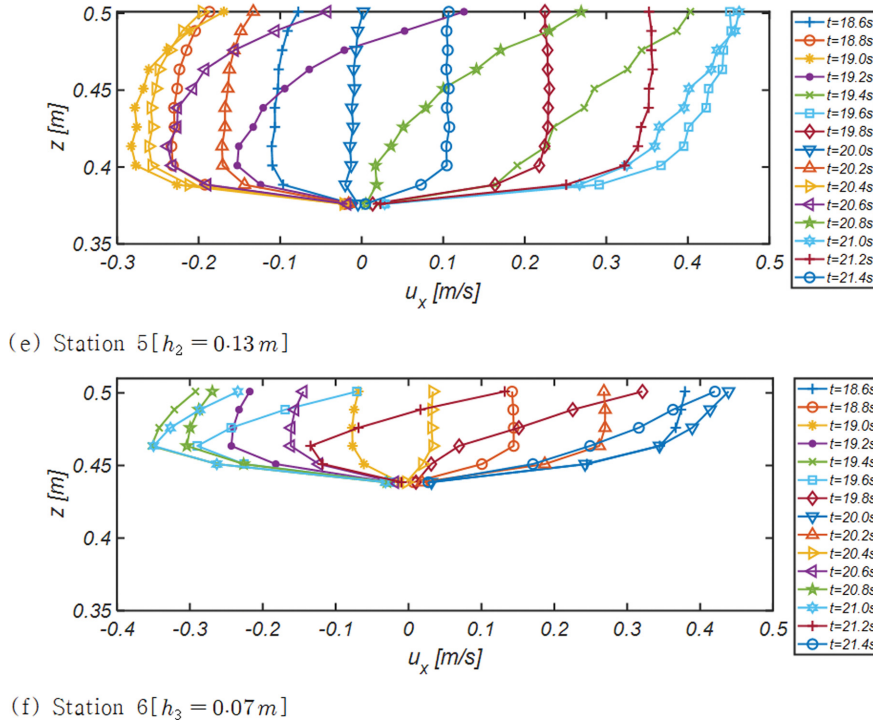 0.5
0.45
0.4
0.35
z [m]
-0.3 -0.2 -0.1 0 0.1 0.2 0.3 0.4 0.5
u_x [m/s]
t=18.6s
t=18.8s
t=19.0s
t=19.2s
t=19.4s
t=19.6s
t=19.8s
t=20.0s
t=20.2s
t=20.4s
t=20.6s
t=20.8s
t=21.0s
t=21.2s
t=21.4s
(e) Station 5[h₂ = 0.13 m]
0.5
0.45
0.4
0.35
z [m]
-0.4 -0.3 -0.2 -0.1 0 0.1 0.2 0.3 0.4 0.5
u_x [m/s]
t=18.6s
t=18.8s
t=19.0s
t=19.2s
t=19.4s
t=19.6s
t=19.8s
t=20.0s
t=20.2s
t=20.4s
t=20.6s
t=20.8s
t=21.0s
t=21.2s
t=21.4s
(f) Station 6[h₃ = 0.07 m]